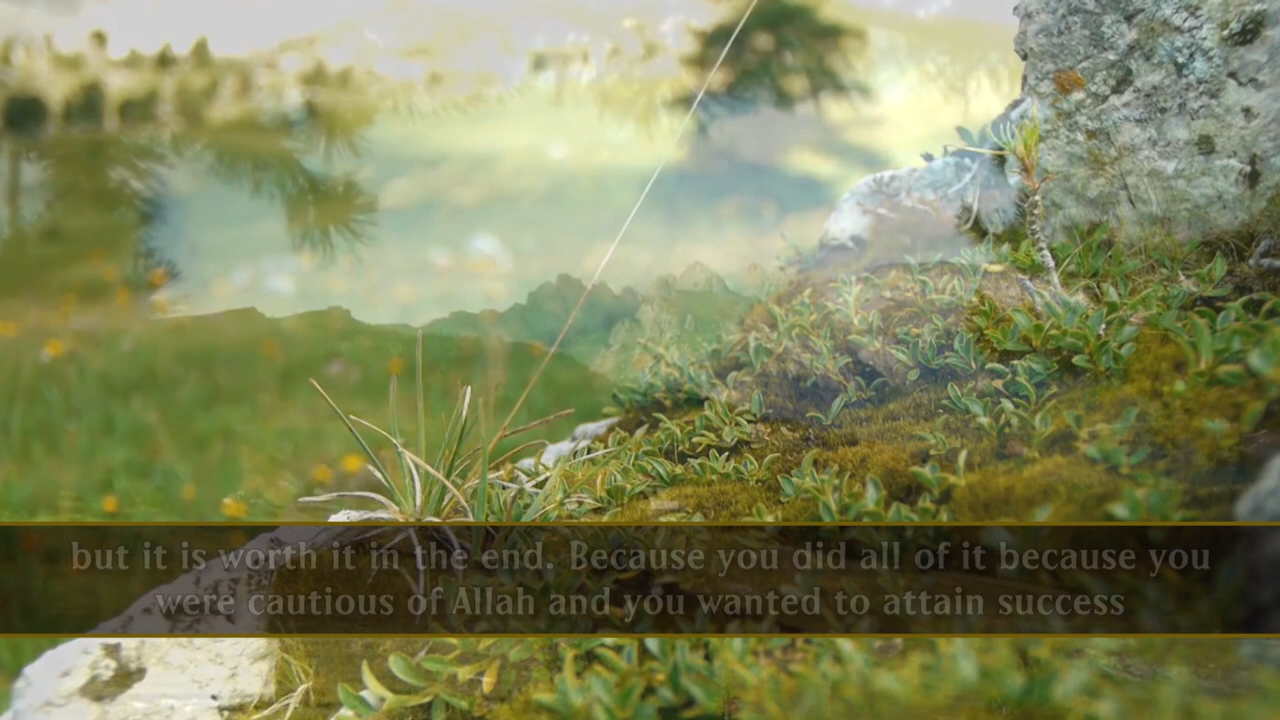 but it is worth it in the end. Because you did all of it because you
were cautious of Allah and you wanted to attain success